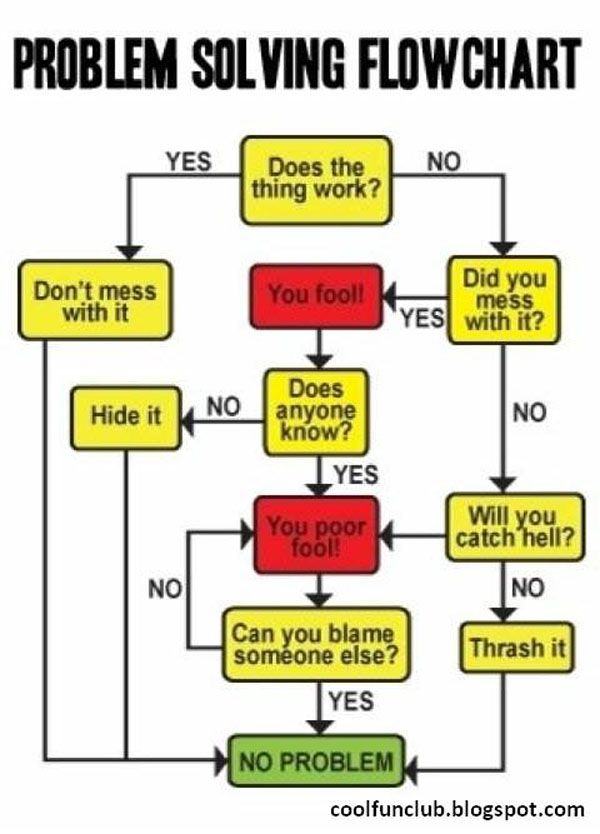 PROBLEM SOLVING FLOWCHART
YES
Does the
thing work?
NO
Don't mess
with it
You fool!
YES
Did you
mess
with it?
Hide it
NO
Does
anyone
know?
NO
YES
You poor
fool!
Will you
catch hell?
NO
NO
Can you blame
someone else?
Thrash it
YES
NO PROBLEM
coolfunclub.blogspot.com